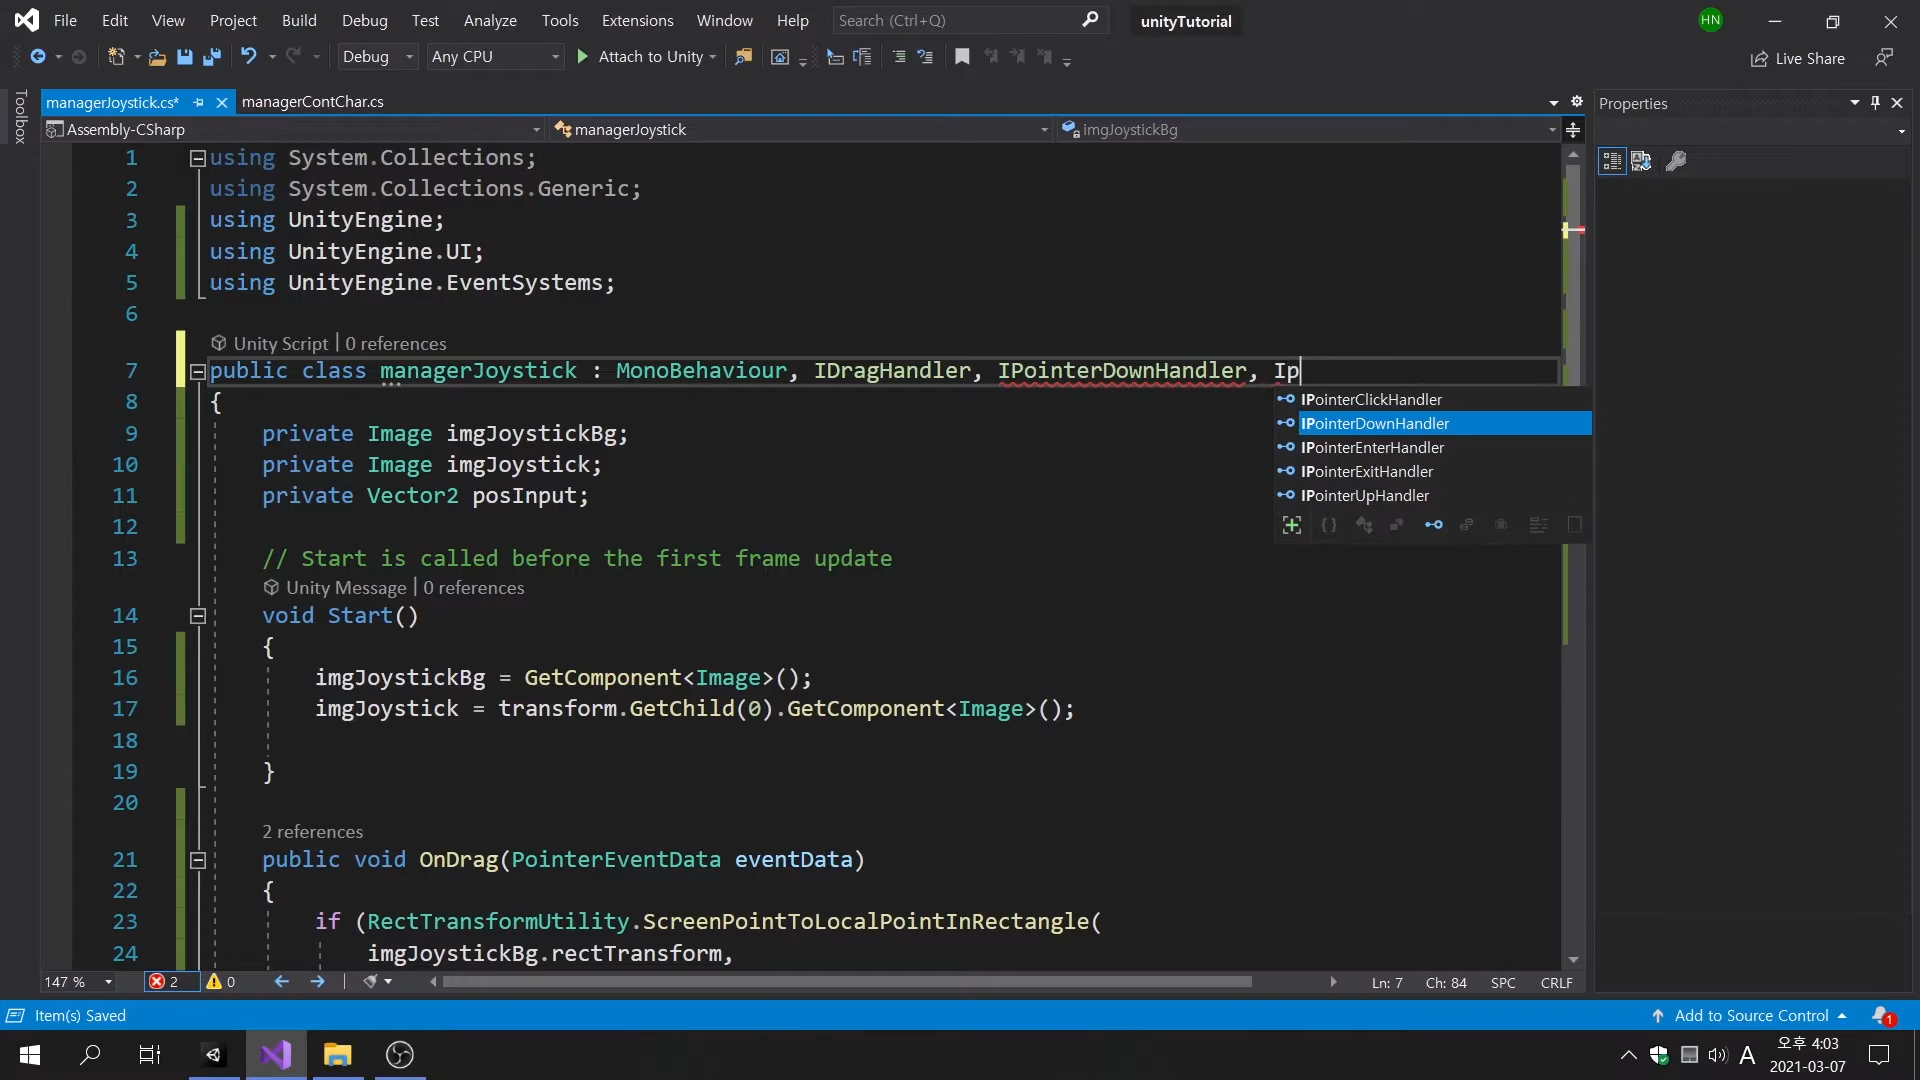 File Edit View Project Build Debug Test Analyze Tools Extensions Window Help Search (Ctrl+Q) unityTutorial HN
Debug Any CPU Attach to Unity Live Share
Toolbox
managerJoystick.cs* managerContChar.cs
Properties
Assembly-CSharp managerJoystick imgJoystickBg
1 using System.Collections;
2 using System.Collections.Generic;
3 using UnityEngine;
4 using UnityEngine.UI;
5 using UnityEngine.EventSystems;
6
Unity Script | 0 references
7 public class managerJoystick : MonoBehaviour, IDragHandler, IPointerDownHandler, Ip
IPointerClickHandler
IPointerDownHandler
IPointerEnterHandler
IPointerExitHandler
IPointerUpHandler
8 {
9 private Image imgJoystickBg;
10 private Image imgJoystick;
11 private Vector2 posInput;
12
13 // Start is called before the first frame update
Unity Message | 0 references
14 void Start()
15 {
16 imgJoystickBg = GetComponent<Image>();
17 imgJoystick = transform.GetChild(0).GetComponent<Image>();
18
19 }
20
2 references
21 public void OnDrag(PointerEventData eventData)
22 {
23 if (RectTransformUtility.ScreenPointToLocalPointInRectangle(
24 imgJoystickBg.rectTransform,
147 % 2 0 Ln: 7 Ch: 84 SPC CRLF
Item(s) Saved Add to Source Control 1
A 오후 4:03
2021-03-07